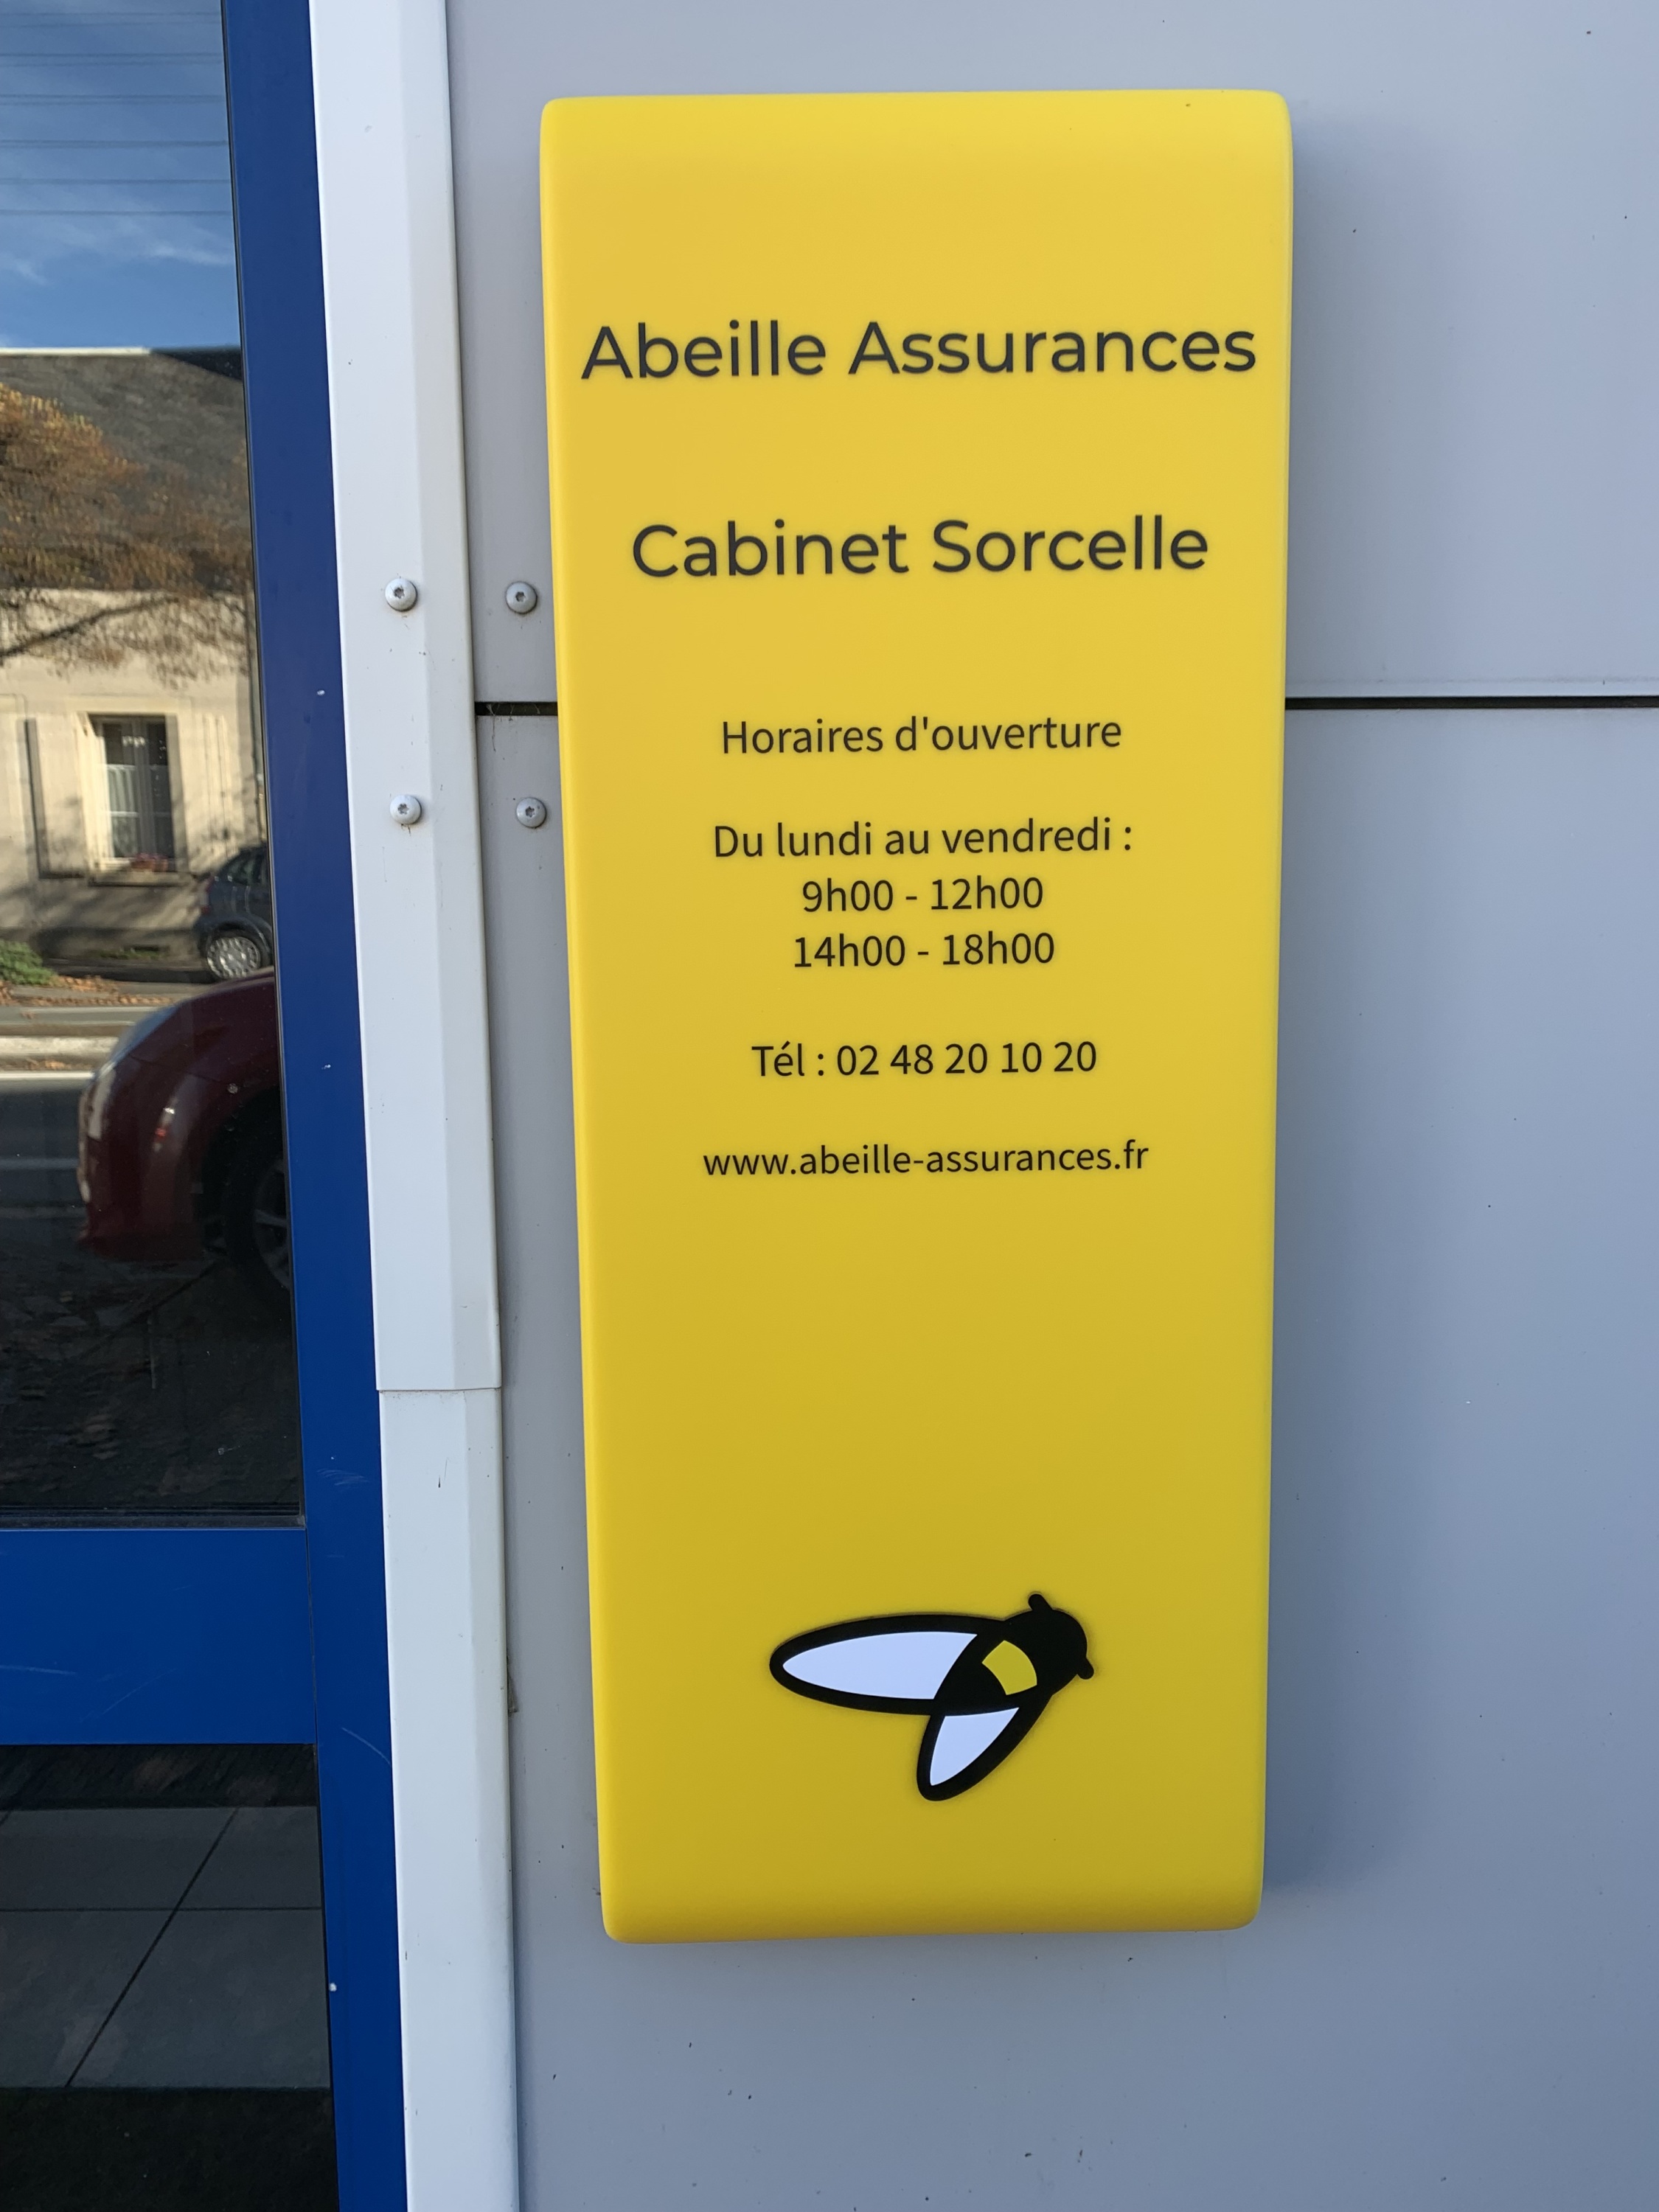 Abeille Assurances
Cabinet Sorcelle
Horaires d'ouverture
Du lundi au vendredi :
9h00 - 12h00
14h00 - 18h00
Tél : 02 48 20 10 20
www.abeille-assurances.fr